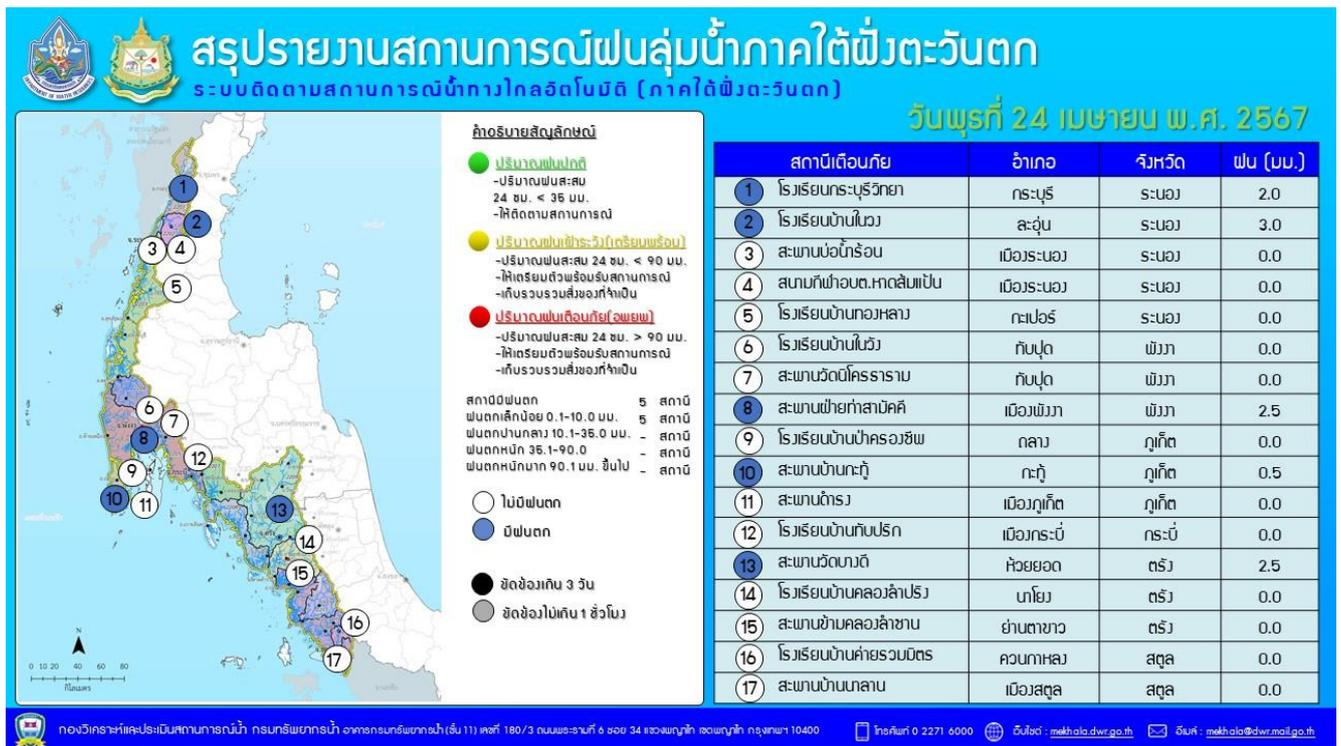 สรุปรายงานสถานการณ์ฝนลุ่มน้ำภาคใต้ฝั่งตะวันตก
ระบบติดตามสถานการณ์น้ำทางไกลอัตโนมัติ (ภาคใต้ฝั่งตะวันตก)
วันพุธที่ 24 เมษายน พ.ศ. 2567
1
2
3 4
5
6
7
8
9
12
10 11
13
14
15
16
17
N
0 10 20 40 60 80
กิโลเมตร
คำอธิบายสัญลักษณ์
ปริมาณฝนปกติ
-ปริมาณฝนสะสม
24 ชม. < 35 มม.
-ให้ติดตามสถานการณ์
ปริมาณฝนเฝ้าระวัง(เตรียมพร้อม)
-ปริมาณฝนสะสม 24 ชม. < 90 มม.
-ให้เตรียมตัวพร้อมรับสถานการณ์
-เก็บรวบรวมสิ่งของที่จำเป็น
ปริมาณฝนเตือนภัย(อพยพ)
-ปริมาณฝนสะสม 24 ชม. > 90 มม.
-ให้เตรียมตัวพร้อมรับสถานการณ์
-เก็บรวบรวมสิ่งของที่จำเป็น
สถานีมีฝนตก 5 สถานี
ฝนตกเล็กน้อย 0.1-10.0 มม. 5 สถานี
ฝนตกปานกลาง 10.1-35.0 มม. - สถานี
ฝนตกหนัก 35.1-90.0 - สถานี
ฝนตกหนักมาก 90.1 มม. ขึ้นไป - สถานี
ไม่มีฝนตก
มีฝนตก
ขัดข้องเกิน 3 วัน
ขัดข้องไม่เกิน 1 ชั่วโมง
สถานีเตือนภัย อำเภอ จังหวัด ฝน (มม.)
1 โรงเรียนกระบุรีวิทยา กระบุรี ระนอง 2.0
2 โรงเรียนบ้านในวง ละอุ่น ระนอง 3.0
3 สะพานบ่อน้ำร้อน เมืองระนอง ระนอง 0.0
4 สนามกีฬาอบต.หาดส้มแป้น เมืองระนอง ระนอง 0.0
5 โรงเรียนบ้านทองหลาง กะเปอร์ ระนอง 0.0
6 โรงเรียนบ้านในวัง ทับปุด พังงา 0.0
7 สะพานวัดนิโครธาราม ทับปุด พังงา 0.0
8 สะพานฝ่ายท่าสามัคคี เมืองพังงา พังงา 2.5
9 โรงเรียนบ้านป่าครองชีพ ถลาง ภูเก็ต 0.0
10 สะพานบ้านกะทู้ กะทู้ ภูเก็ต 0.5
11 สะพานดำรง เมืองภูเก็ต ภูเก็ต 0.0
12 โรงเรียนบ้านทับปริก เมืองกระบี่ กระบี่ 0.0
13 สะพานวัดบางดี ห้วยยอด ตรัง 2.5
14 โรงเรียนบ้านคลองลำปริง นาโยง ตรัง 0.0
15 สะพานข้ามคลองลำชาน ย่านตาขาว ตรัง 0.0
16 โรงเรียนบ้านค่ายรวมมิตร ควนกาหลง สตูล 0.0
17 สะพานบ้านนาลาน เมืองสตูล สตูล 0.0
กองวิเคราะห์และประเมินสถานการณ์น้ำ กรมทรัพยากรน้ำ อาคารกรมทรัพยากรน้ำ (ชั้น 11) เลขที่ 180/3 ถนนพระรามที่ 6 ซอย 34 แขวงพญาไท เขตพญาไท กรุงเทพฯ 10400 โทรศัพท์ 0 2271 6000 เว็บไซต์ : mekhala.dwr.go.th อีเมล์ : mekhala@dwr.mail.go.th